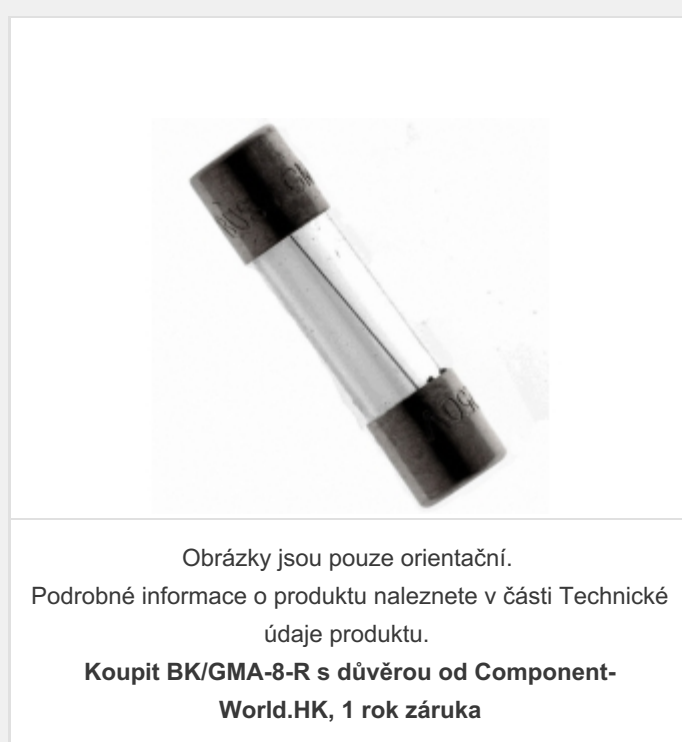 Obrázky jsou pouze orientační.
Podrobné informace o produktu naleznete v části Technické
údaje produktu.
Koupit BK/GMA-8-R s důvěrou od Component-
World.HK, 1 rok záruka